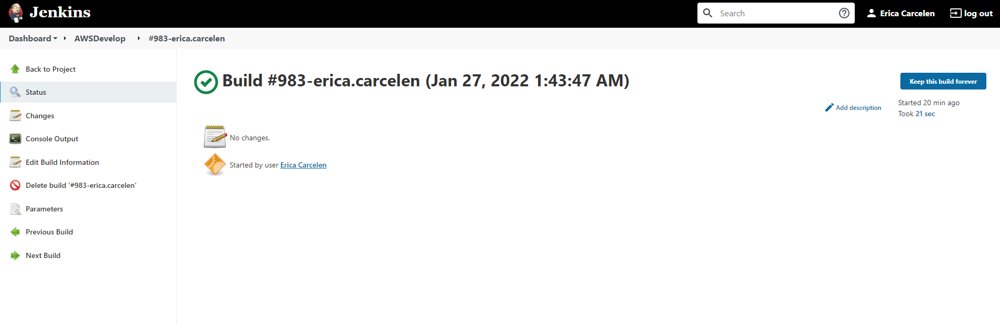 Jenkins
Search
Erica Carcelen
log out
Dashboard
AWSDevelop
#983-erica.carcelen
Back to Project
Status
Changes
Console Output
Edit Build Information
Delete build ‘#983-erica.carcelen’
Parameters
Previous Build
Next Build
Build #983-erica.carcelen (Jan 27, 2022 1:43:47 AM)
Keep this build forever
Add description
Started 20 min ago
Took 21 sec
No changes.
Started by user Erica Carcelen